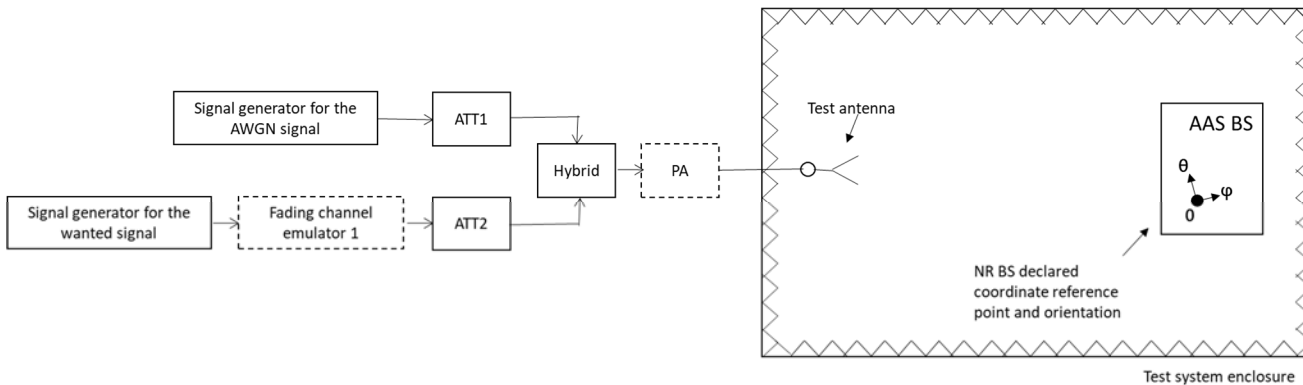 Signal generator for the
AWGN signal
ATT1
Hybrid
PA
Signal generator for the
wanted signal
Fading channel
emulator 1
ATT2
Test antenna
AAS BS
θ
φ
0
NR BS declared
coordinate reference
point and orientation
Test system enclosure